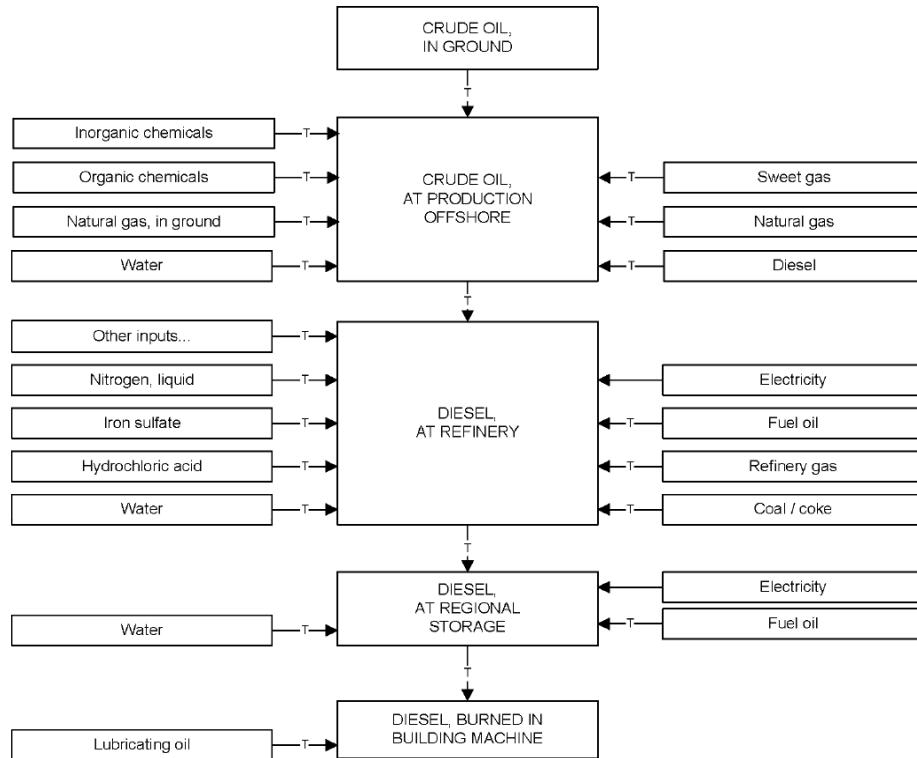 CRUDE OIL,
IN GROUND
T
Inorganic chemicals
T
Organic chemicals
T
Natural gas, in ground
T
Water
T
CRUDE OIL,
AT PRODUCTION
OFFSHORE
T
Sweet gas
T
Natural gas
T
Diesel
T
Other inputs...
T
Nitrogen, liquid
T
Iron sulfate
T
Hydrochloric acid
T
Water
T
DIESEL,
AT REFINERY
Electricity
T
Fuel oil
T
Refinery gas
T
Coal / coke
T
Water
T
DIESEL,
AT REGIONAL
STORAGE
Electricity
T
Fuel oil
T
Lubricating oil
T
DIESEL, BURNED IN
BUILDING MACHINE